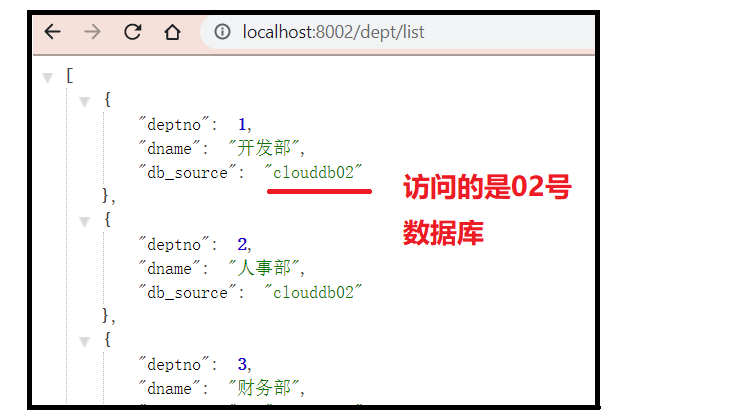 localhost:8002/dept/list
[
{
"deptno": 1,
"dname": "开发部",
"db_source": "clouddb02"
},
{
"deptno": 2,
"dname": "人事部",
"db_source": "clouddb02"
},
{
"deptno": 3,
"dname": "财务部",
访问的是02号
数据库